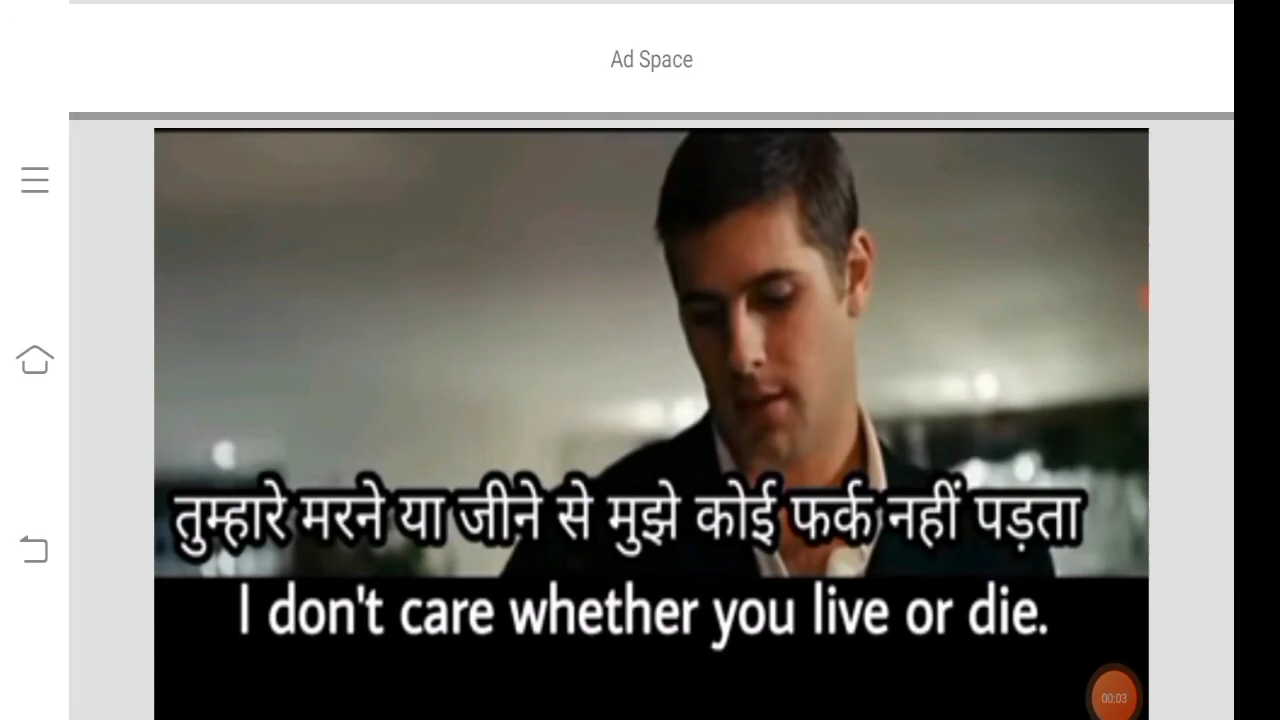 Ad Space
तुम्हारे मरने या जीने से मुझे कोई फर्क नहीं पड़ता
I don't care whether you live or die.
00:03